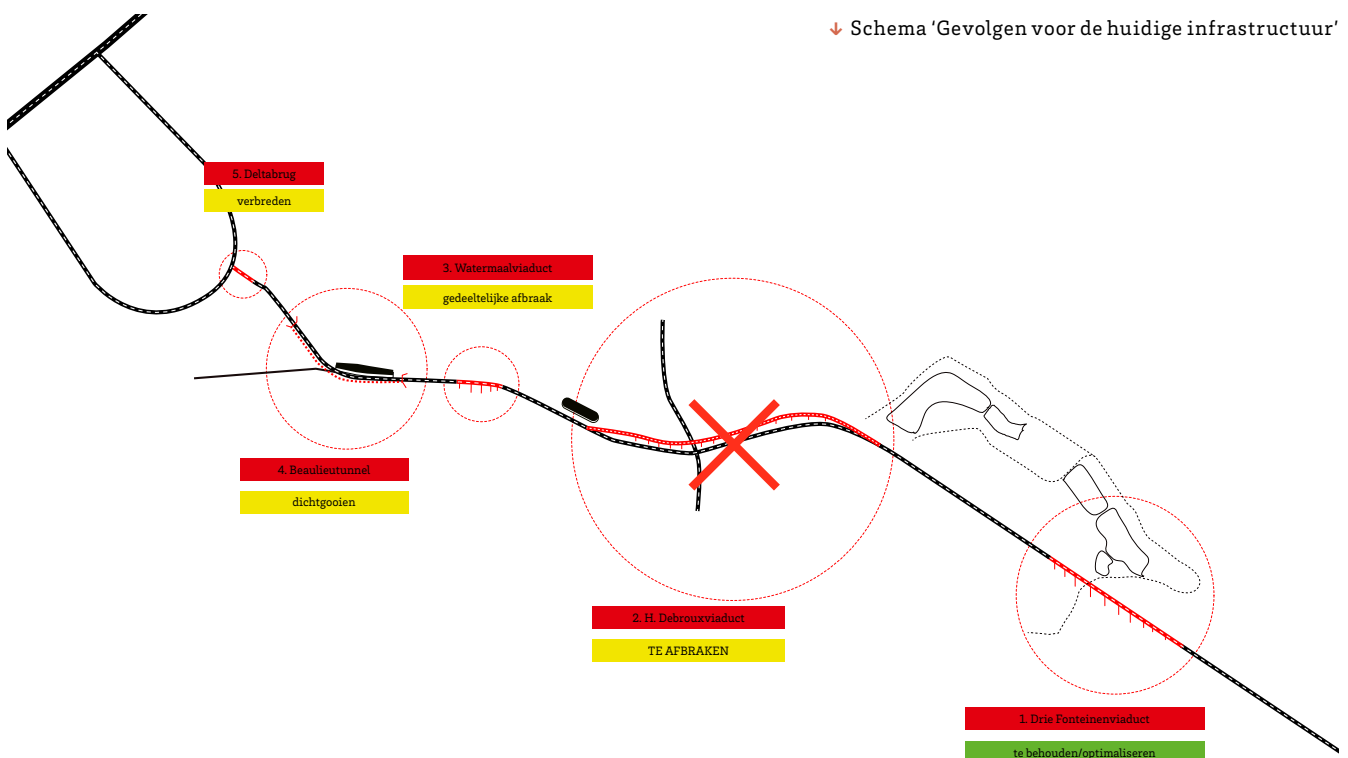 ↓ Schema ‘Gevolgen voor de huidige infrastructuur’
5. Deltabrug
verbreden
3. Watermaalviaduct
gedeeltelijke afbraak
4. Beaulieutunnel
dichtgooien
2. H. Debrouxviaduct
TE AFBRAKEN
1. Drie Fonteinenviaduct
te behouden/optimaliseren